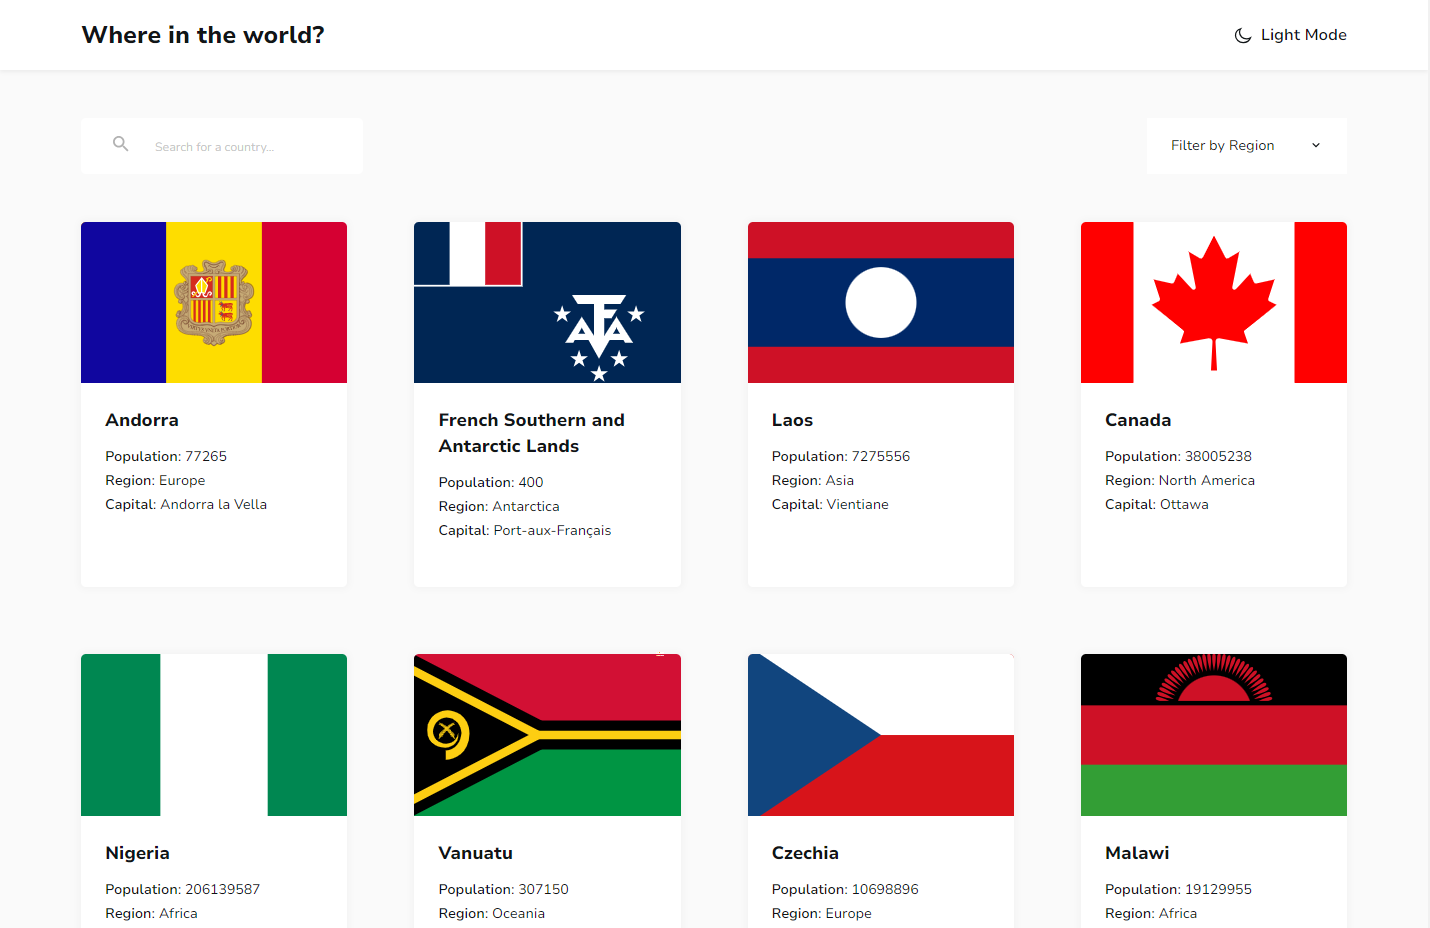 Where in the world?
Light Mode
Search for a country...
Filter by Region
Andorra
Population: 77265
Region: Europe
Capital: Andorra la Vella
French Southern and
Antarctic Lands
Population: 400
Region: Antarctica
Capital: Port-aux-Français
Laos
Population: 7275556
Region: Asia
Capital: Vientiane
Canada
Population: 38005238
Region: North America
Capital: Ottawa
Nigeria
Population: 206139587
Region: Africa
Vanuatu
Population: 307150
Region: Oceania
Czechia
Population: 10698896
Region: Europe
Malawi
Population: 19129955
Region: Africa